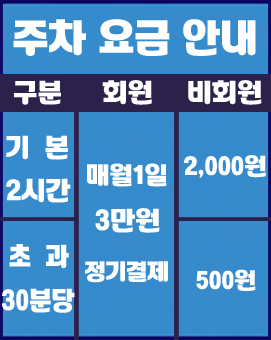 주차 요금 안내
구분 회원 비회원
기 본
2시간
매월1일
3만원
정기결제
2,000원
초 과
30분당
500원